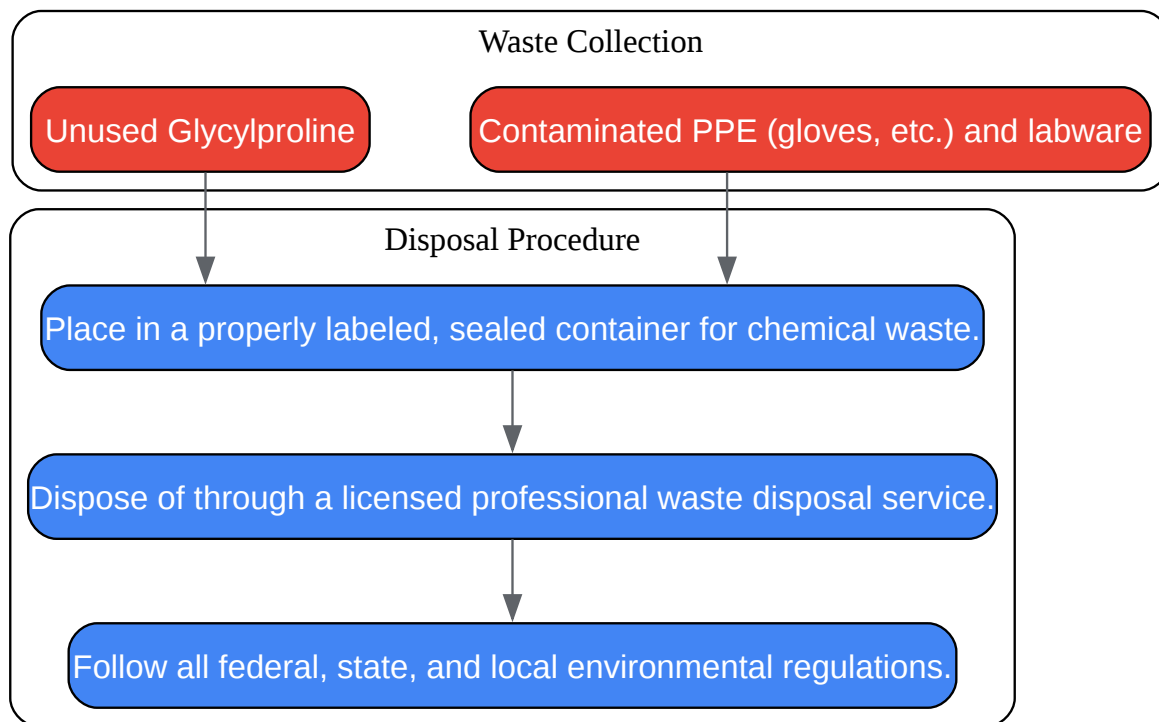 Waste Collection
Unused Glycylproline
Contaminated PPE (gloves, etc.) and labware
Disposal Procedure
Place in a properly labeled, sealed container for chemical waste.
Dispose of through a licensed professional waste disposal service.
Follow all federal, state, and local environmental regulations.